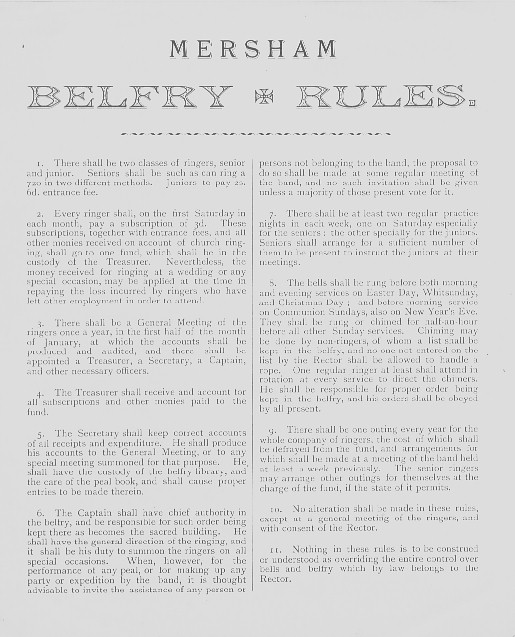 MERSHAM
BELFRY ✠ RULES.
1. There shall be two classes of ringers, senior
and junior. Seniors shall be such as can ring a
720 in two different methods. Juniors to pay 2s.
6d. entrance fee.
2. Every ringer shall, on the first Saturday in
each month, pay a subscription of 3d. These
subscriptions, together with entrance fees, and all
other monies received on account of church ring-
ing, shall go to one fund, which shall be in the
custody of the Treasurer. Nevertheless, the
money received for ringing at a wedding or any
special occasion, may be applied at the time in
repaying the loss incurred by ringers who have
left other employment in order to attend.
3. There shall be a General Meeting of the
ringers once a year, in the first half of the month
of January, at which the accounts shall be
produced and audited, and there shall be
appointed a Treasurer, a Secretary, a Captain,
and other necessary officers.
4. The Treasurer shall receive and account for
all subscriptions and other monies paid to the
fund.
5. The Secretary shall keep correct accounts
of all receipts and expenditure. He shall produce
his accounts to the General Meeting, or to any
special meeting summoned for that purpose. He
shall have the custody of the belfry library, and
the care of the peal book, and shall cause proper
entries to be made therein.
6. The Captain shall have chief authority in
the belfry, and be responsible for such order being
kept there as becomes the sacred building. He
shall have the general direction of the ringing, and
it shall be his duty to summon the ringers on all
special occasions. When, however, for the
performance of any peal, or for making up any
party or expedition by the band, it is thought
advisable to invite the assistance of any person or
persons not belonging to the band, the proposal to
do so shall be made at some regular meeting of
the band, and no such invitation shall be given
unless a majority of those present vote for it.
7. There shall be at least two regular practice
nights in each week, one on Saturday especially
for the seniors; the other specially for the juniors.
Seniors shall arrange for a sufficient number of
them to be present to instruct the juniors at their
meetings.
8. The bells shall be rung before both morning
and evening services on Easter Day, Whitsunday,
and Christmas Day; and before morning service
on Communion Sundays, also on New Year's Eve.
They shall be rung or chimed for half-an-hour
before all other Sunday services. Chiming may
be done by non-ringers, of whom a list shall be
kept in the belfry, and no one not entered on the
list by the Rector shall be allowed to handle a
rope. One regular ringer at least shall attend in
rotation at every service to direct the chimers.
He shall be responsible for proper order being
kept in the belfry, and his orders shall be obeyed
by all present.
9. There shall be one outing every year for the
whole company of ringers, the cost of which shall
be defrayed from the fund, and arrangements for
which shall be made at a meeting of the band held
at least a week previously. The senior ringers
may arrange other outings for themselves at the
charge of the fund, if the state of it permits.
10. No alteration shall be made in these rules,
except at a general meeting of the ringers, and
with consent of the Rector.
11. Nothing in these rules is to be construed
or understood as overriding the entire control over
bells and belfry which by law belongs to the
Rector.